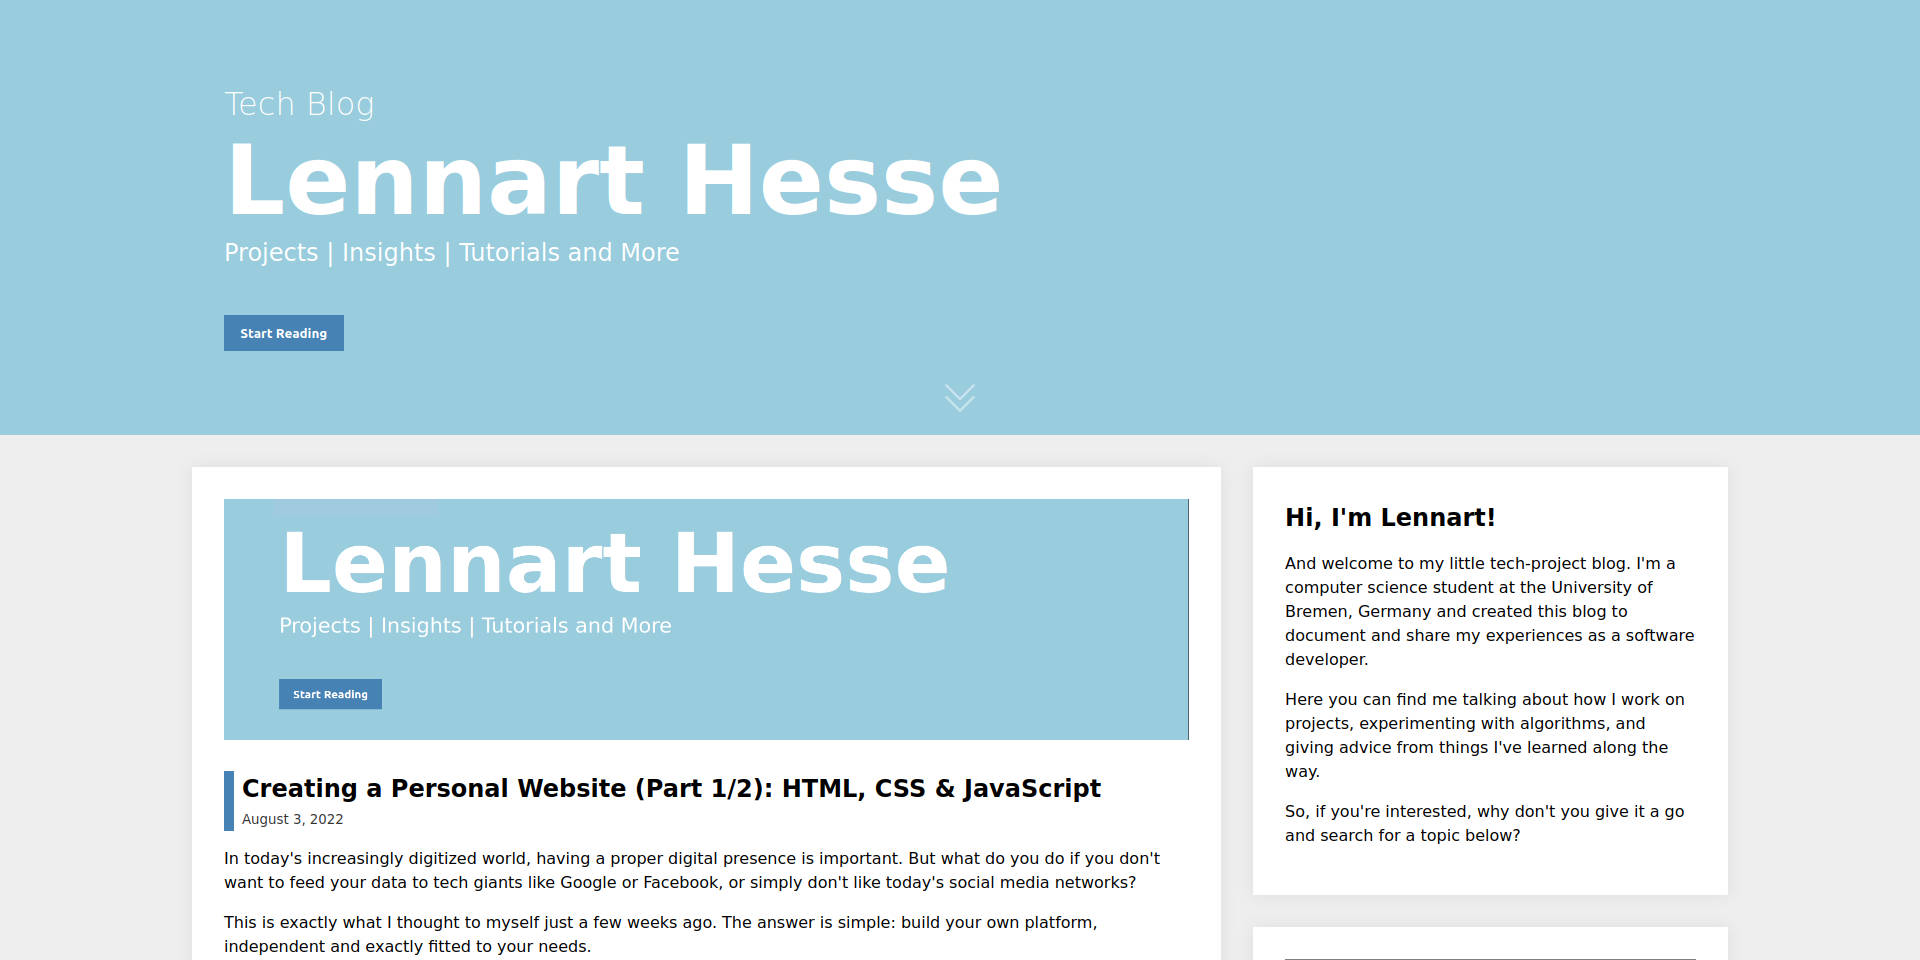 Tech Blog
Lennart Hesse
Projects | Insights | Tutorials and More
Start Reading
Lennart Hesse
Projects | Insights | Tutorials and More
Start Reading
Creating a Personal Website (Part 1/2): HTML, CSS & JavaScript
August 3, 2022
In today's increasingly digitized world, having a proper digital presence is important. But what do you do if you don't
want to feed your data to tech giants like Google or Facebook, or simply don't like today's social media networks?
This is exactly what I thought to myself just a few weeks ago. The answer is simple: build your own platform,
independent and exactly fitted to your needs.
Hi, I'm Lennart!
And welcome to my little tech-project blog. I'm a
computer science student at the University of
Bremen, Germany and created this blog to
document and share my experiences as a software
developer.
Here you can find me talking about how I work on
projects, experimenting with algorithms, and
giving advice from things I've learned along the
way.
So, if you're interested, why don't you give it a go
and search for a topic below?